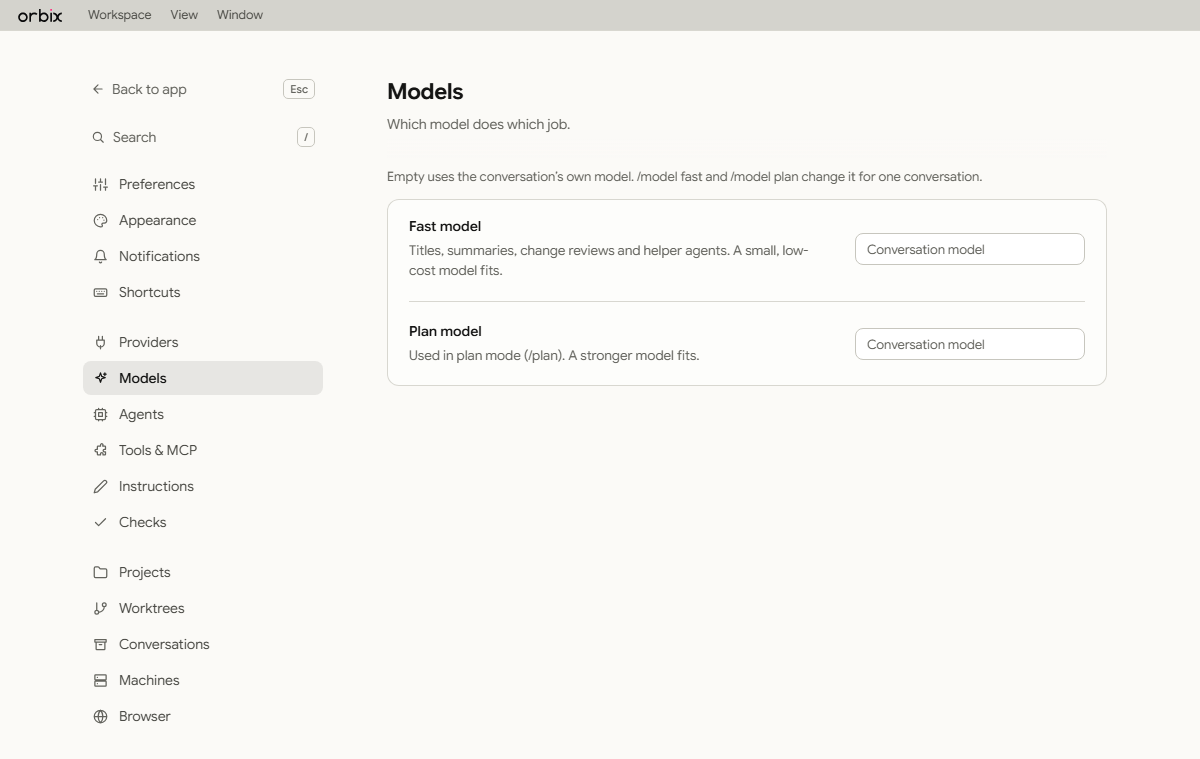 orbix Workspace View Window
Back to app Esc
Search /
Preferences
Appearance
Notifications
Shortcuts
Providers
Models
Agents
Tools & MCP
Instructions
Checks
Projects
Worktrees
Conversations
Machines
Browser
Models
Which model does which job.
Empty uses the conversation's own model. /model fast and /model plan change it for one conversation.
Fast model
Titles, summaries, change reviews and helper agents. A small, low-
cost model fits.
Conversation model
Plan model
Used in plan mode (/plan). A stronger model fits.
Conversation model